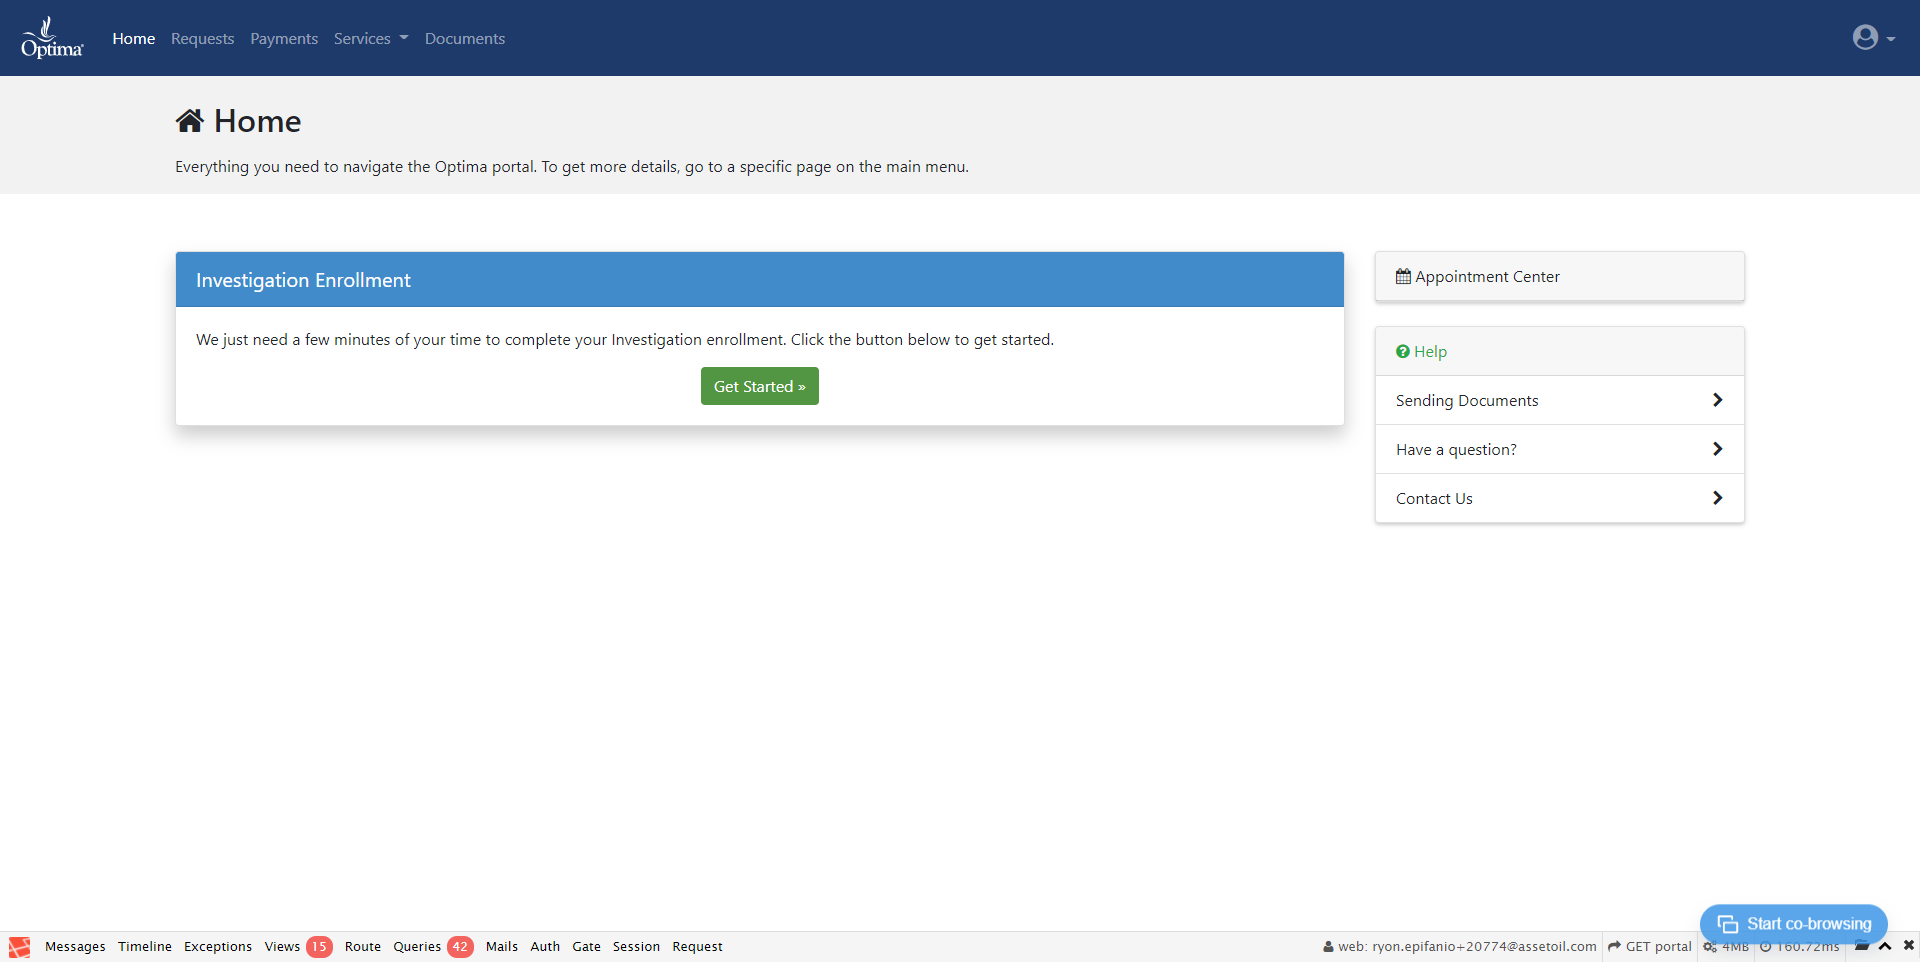 Optima
Home Requests Payments Services Documents
Home
Everything you need to navigate the Optima portal. To get more details, go to a specific page on the main menu.
Investigation Enrollment
We just need a few minutes of your time to complete your Investigation enrollment. Click the button below to get started.
Get Started »
Appointment Center
Help
Sending Documents
Have a question?
Contact Us
Start co-browsing
Messages Timeline Exceptions Views 15 Route Queries 42 Mails Auth Gate Session Request web: ryon.epifanio+20774@assetoil.com GET portal 4MB 160.72ms